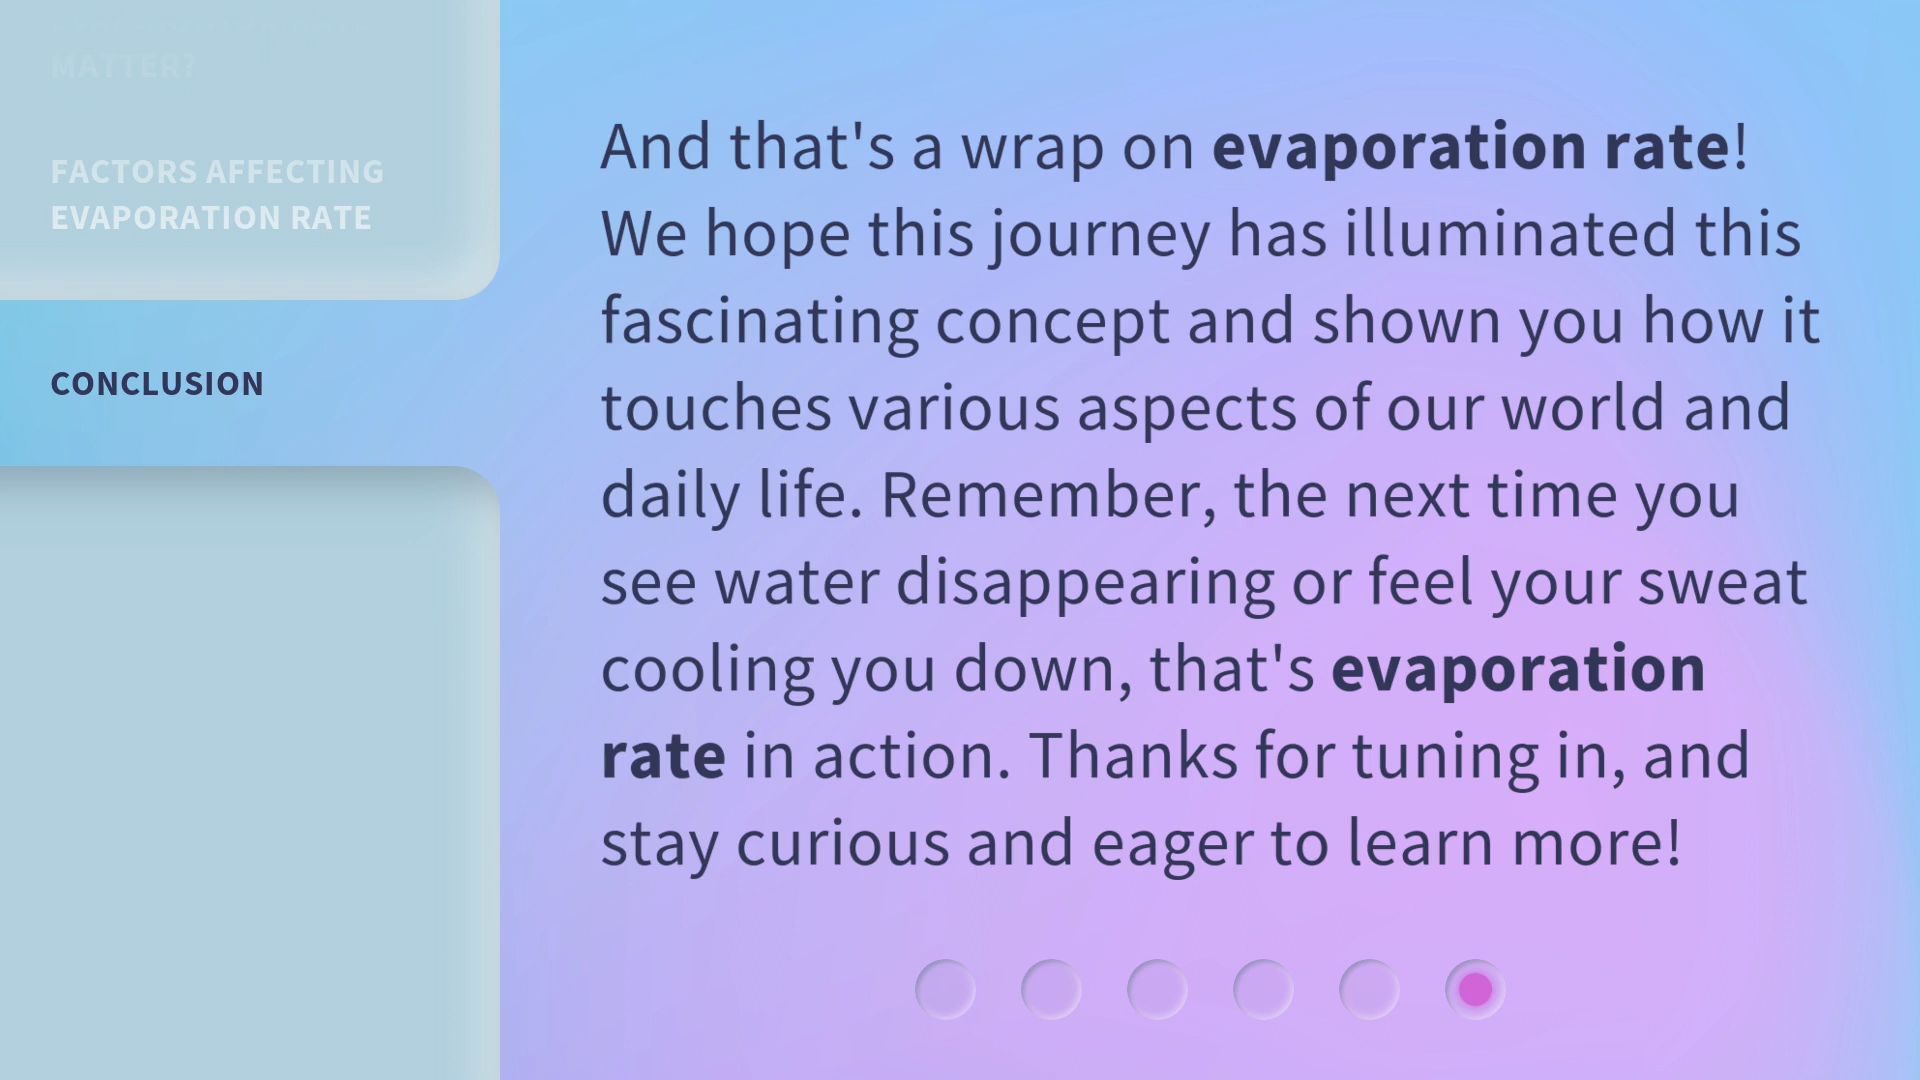 MATTER?
FACTORS AFFECTING
EVAPORATION RATE
CONCLUSION
And that's a wrap on evaporation rate!
We hope this journey has illuminated this
fascinating concept and shown you how it
touches various aspects of our world and
daily life. Remember, the next time you
see water disappearing or feel your sweat
cooling you down, that's evaporation
rate in action. Thanks for tuning in, and
stay curious and eager to learn more!